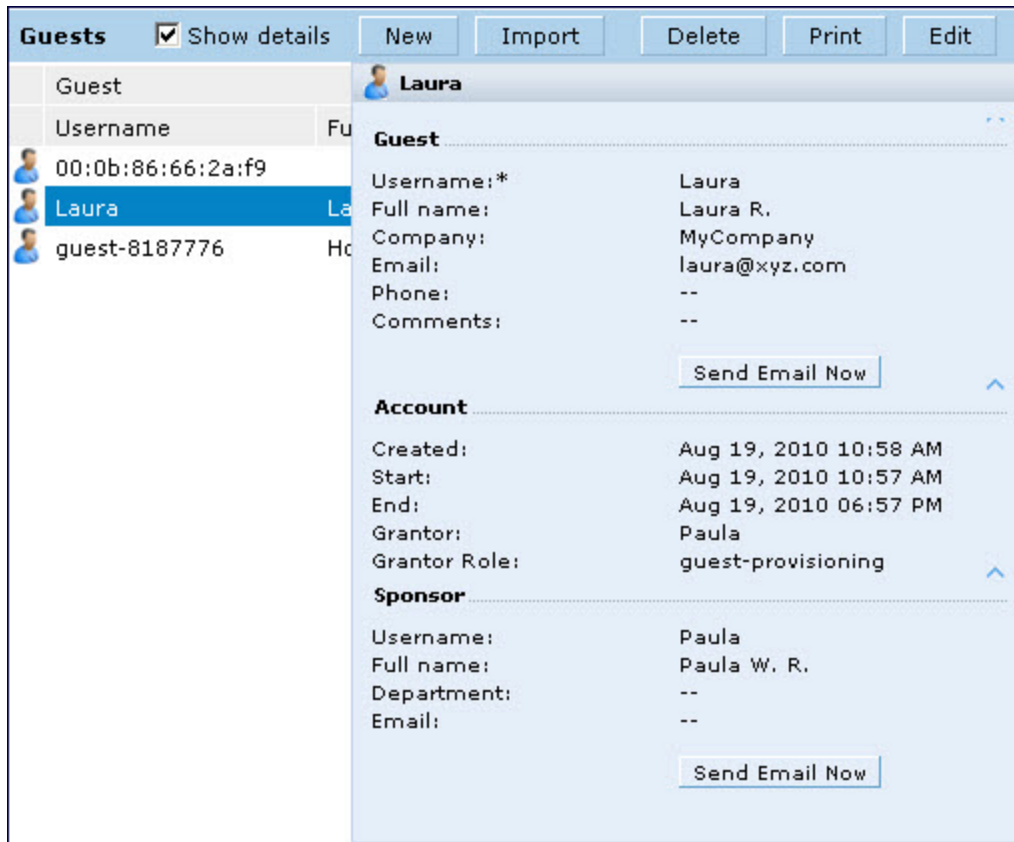 Guests Show details New Import Delete Print Edit
Guest
Username Fu
00:0b:86:66:2a:f9
Laura La
guest-8187776 Ho
Laura
Guest
Username:* Laura
Full name: Laura R.
Company: MyCompany
Email: laura@xyz.com
Phone: --
Comments: --
Send Email Now
Account
Created: Aug 19, 2010 10:58 AM
Start: Aug 19, 2010 10:57 AM
End: Aug 19, 2010 06:57 PM
Grantor: Paula
Grantor Role: guest-provisioning
Sponsor
Username: Paula
Full name: Paula W. R.
Department: --
Email: --
Send Email Now